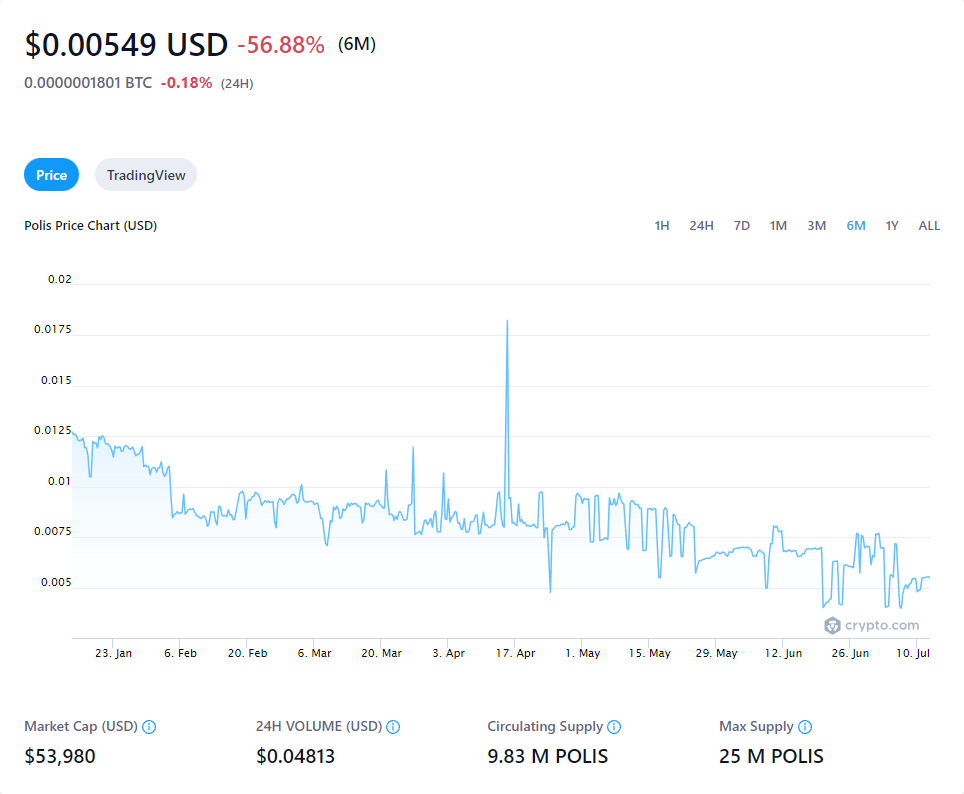 $0.00549 USD -56.88% (6M)
0.0000001801 BTC -0.18% (24H)
Price TradingView
Polis Price Chart (USD) 1H 24H 7D 1M 3M 6M 1Y ALL
0.02
0.0175
0.015
0.0125
0.01
0.0075
0.005
crypto.com
23. Jan 6. Feb 20. Feb 6. Mar 20. Mar 3. Apr 17. Apr 1. May 15. May 29. May 12. Jun 26. Jun 10. Jul
Market Cap (USD) 24H VOLUME (USD) Circulating Supply Max Supply
$53,980 $0.04813 9.83 M POLIS 25 M POLIS